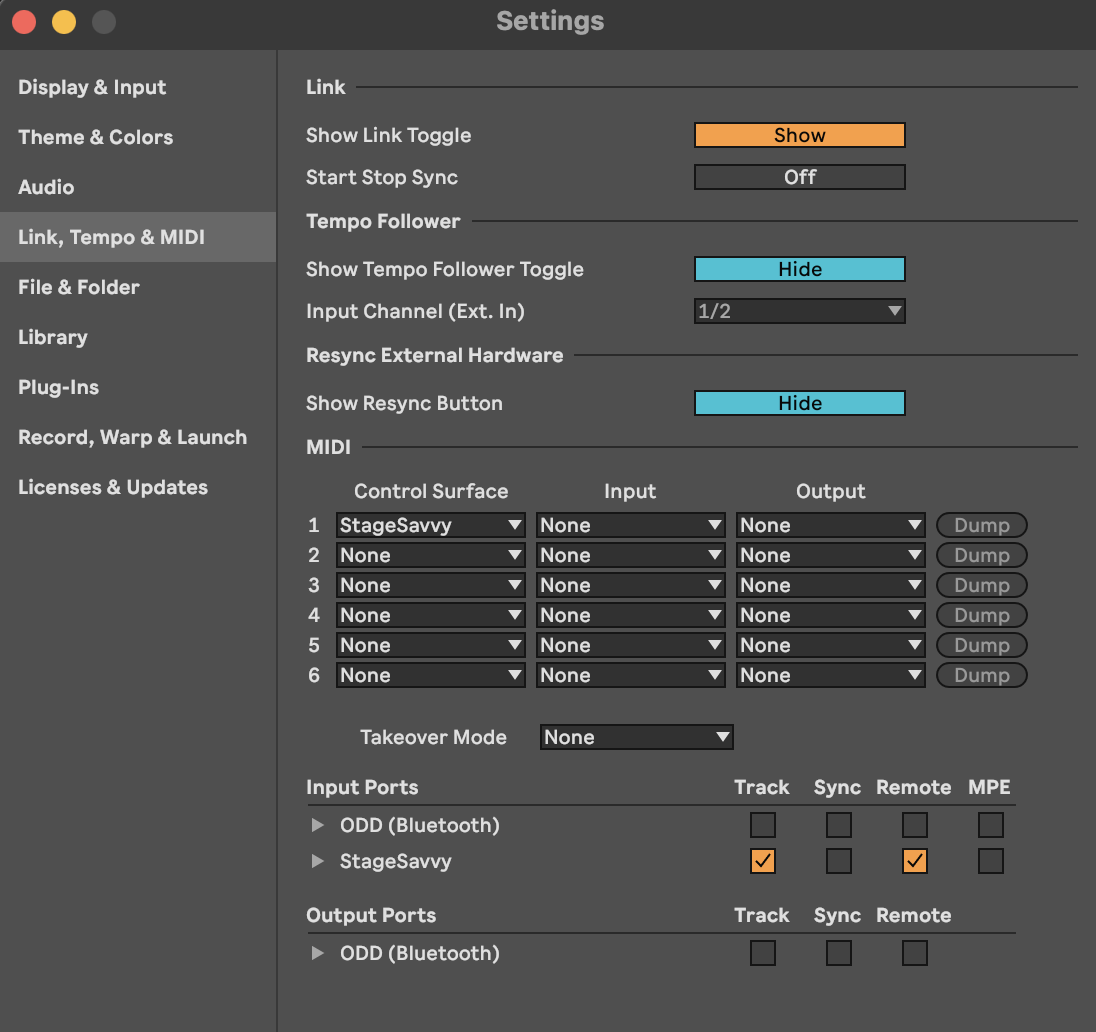 Settings
Display & Input
Theme & Colors
Audio
Link, Tempo & MIDI
File & Folder
Library
Plug-Ins
Record, Warp & Launch
Licenses & Updates
Link
Show Link Toggle Show
Start Stop Sync Off
Tempo Follower
Show Tempo Follower Toggle Hide
Input Channel (Ext. In) 1/2
Resync External Hardware
Show Resync Button Hide
MIDI
Control Surface Input Output
1 StageSavvy None None Dump
2 None None None Dump
3 None None None Dump
4 None None None Dump
5 None None None Dump
6 None None None Dump
Takeover Mode None
Input Ports Track Sync Remote MPE
ODD (Bluetooth)
StageSavvy
Output Ports Track Sync Remote
ODD (Bluetooth)